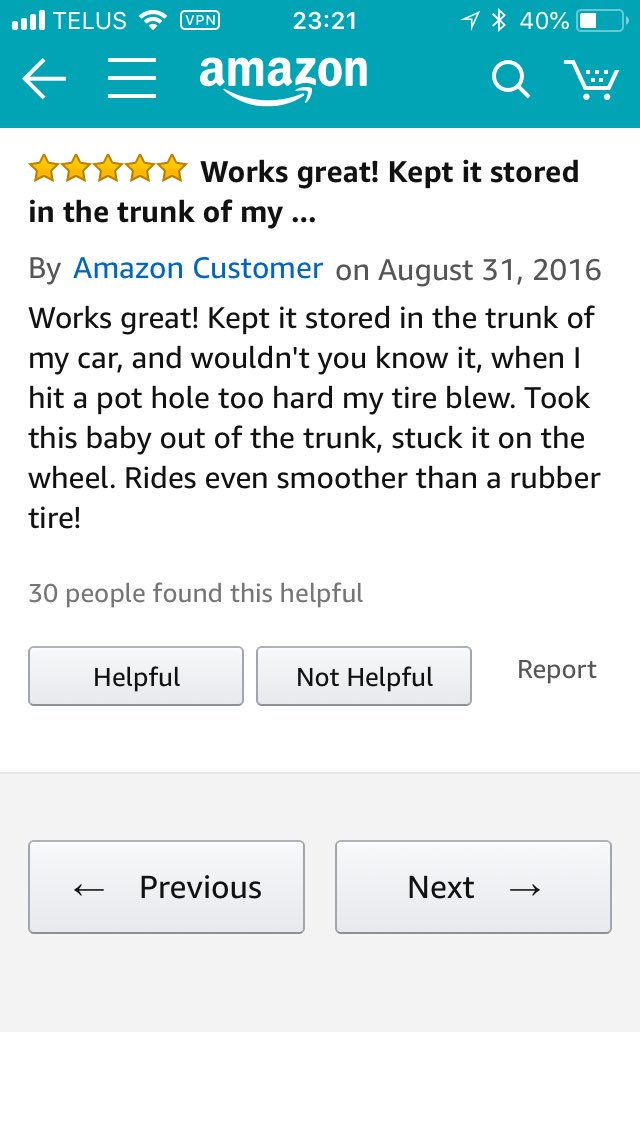 TELUS VPN 23:21 40%
amazon
Works great! Kept it stored
in the trunk of my ...
By Amazon Customer on August 31, 2016
Works great! Kept it stored in the trunk of
my car, and wouldn't you know it, when I
hit a pot hole too hard my tire blew. Took
this baby out of the trunk, stuck it on the
wheel. Rides even smoother than a rubber
tire!
30 people found this helpful
Helpful Not Helpful Report
← Previous Next →